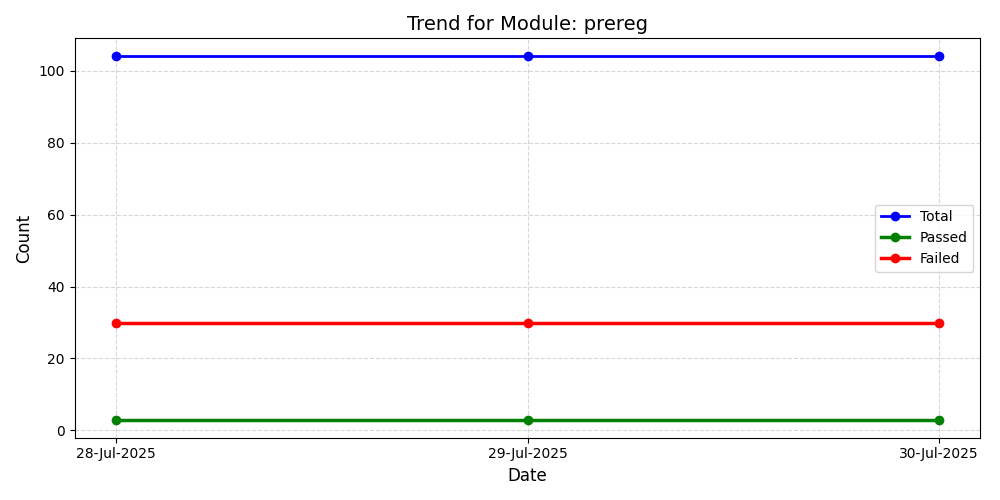 Trend for Module: prereg
Count
100
80
60
40
20
0
Total
Passed
Failed
28-Jul-2025
29-Jul-2025
30-Jul-2025
Date